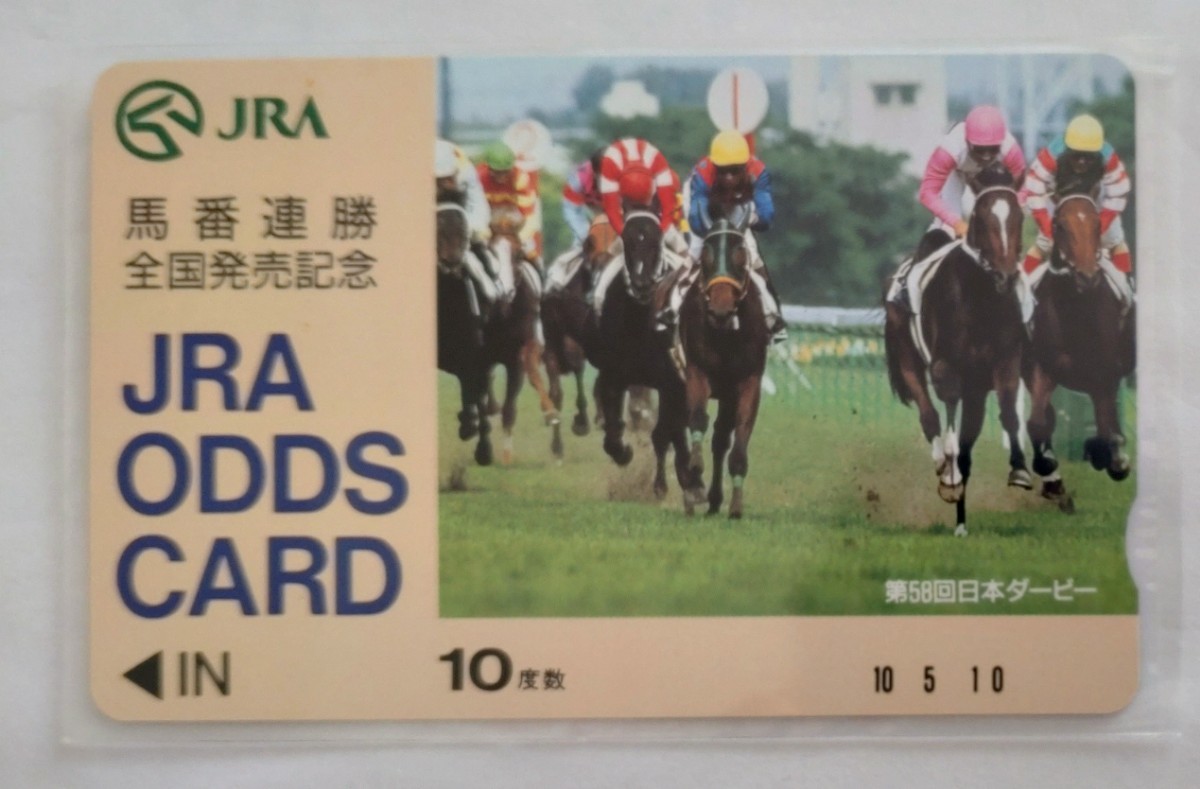 JRA
馬番連勝
全国発売記念
JRA
ODDS
CARD
第58回日本ダービー
◀IN
10度数
10 5 10